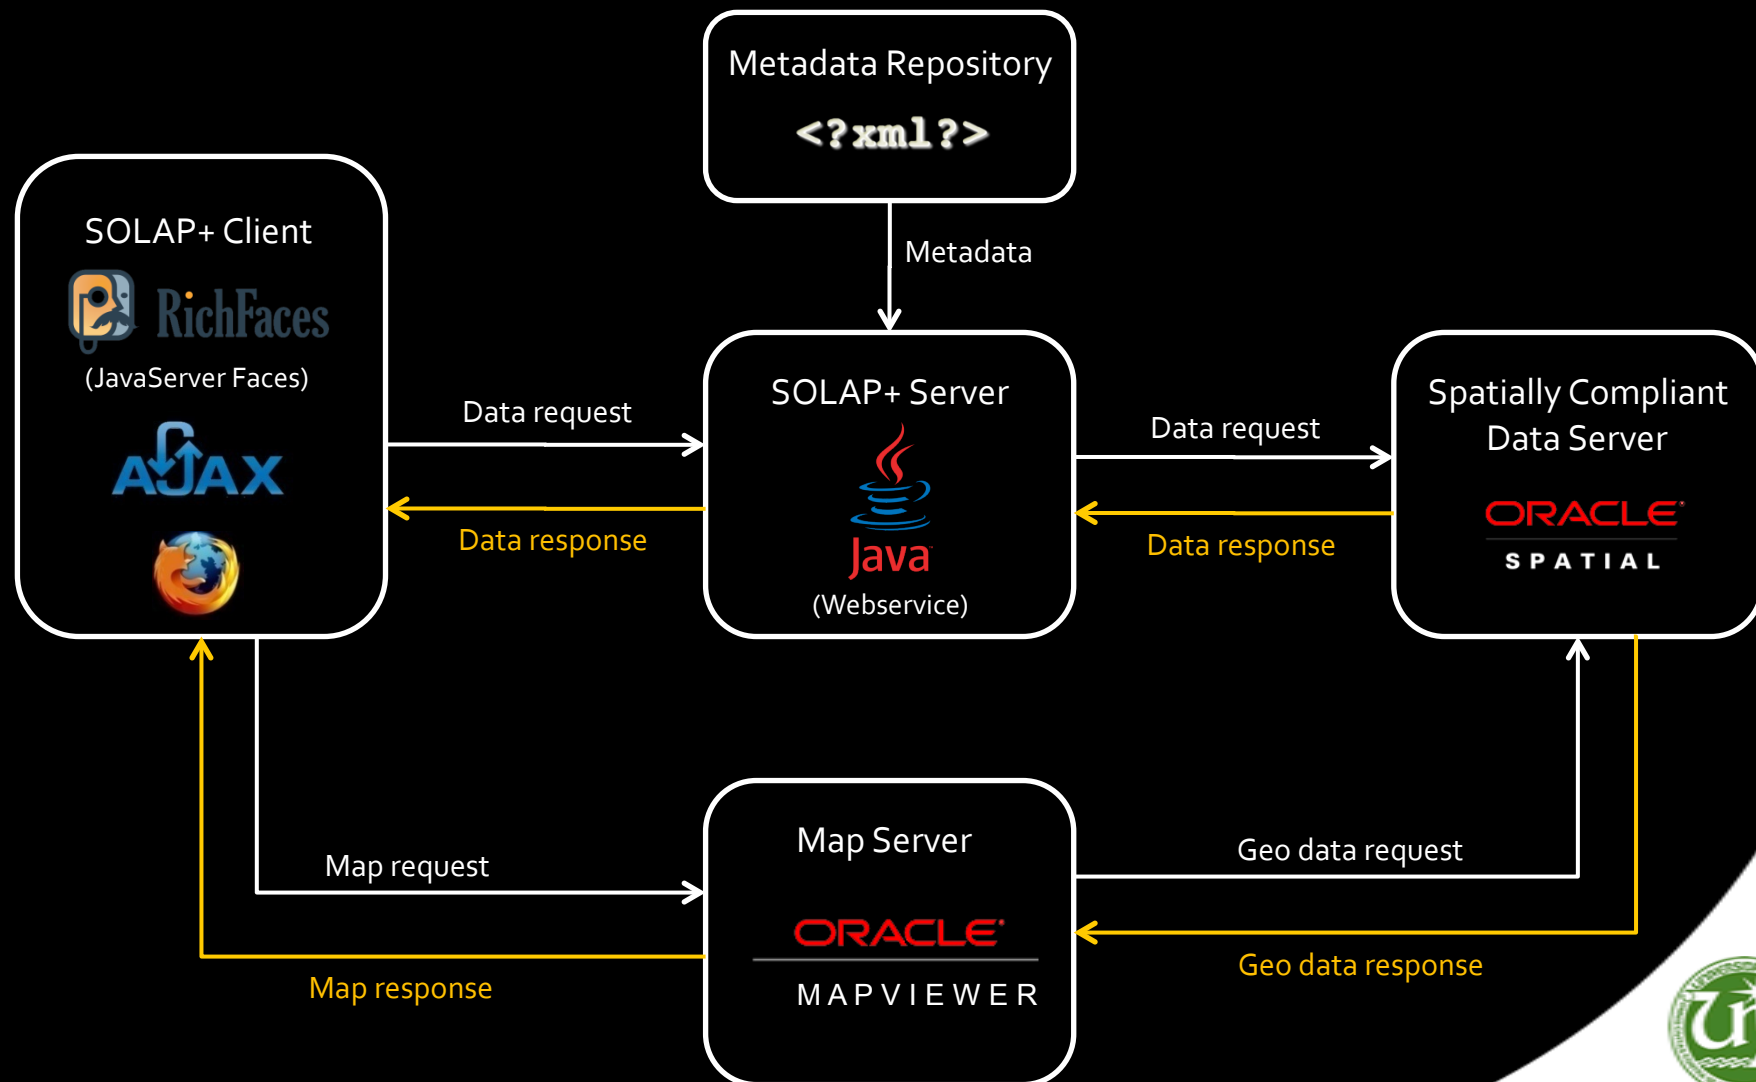 Metadata Repository
<?xml?>
Metadata
SOLAP+ Client
RichFaces
(JavaServer Faces)
AJAX
Data request
Data response
SOLAP+ Server
Java
(Webservice)
Data request
Data response
Spatially Compliant
Data Server
ORACLE
SPATIAL
Map request
Map response
Map Server
ORACLE
MAPVIEWER
Geo data request
Geo data response